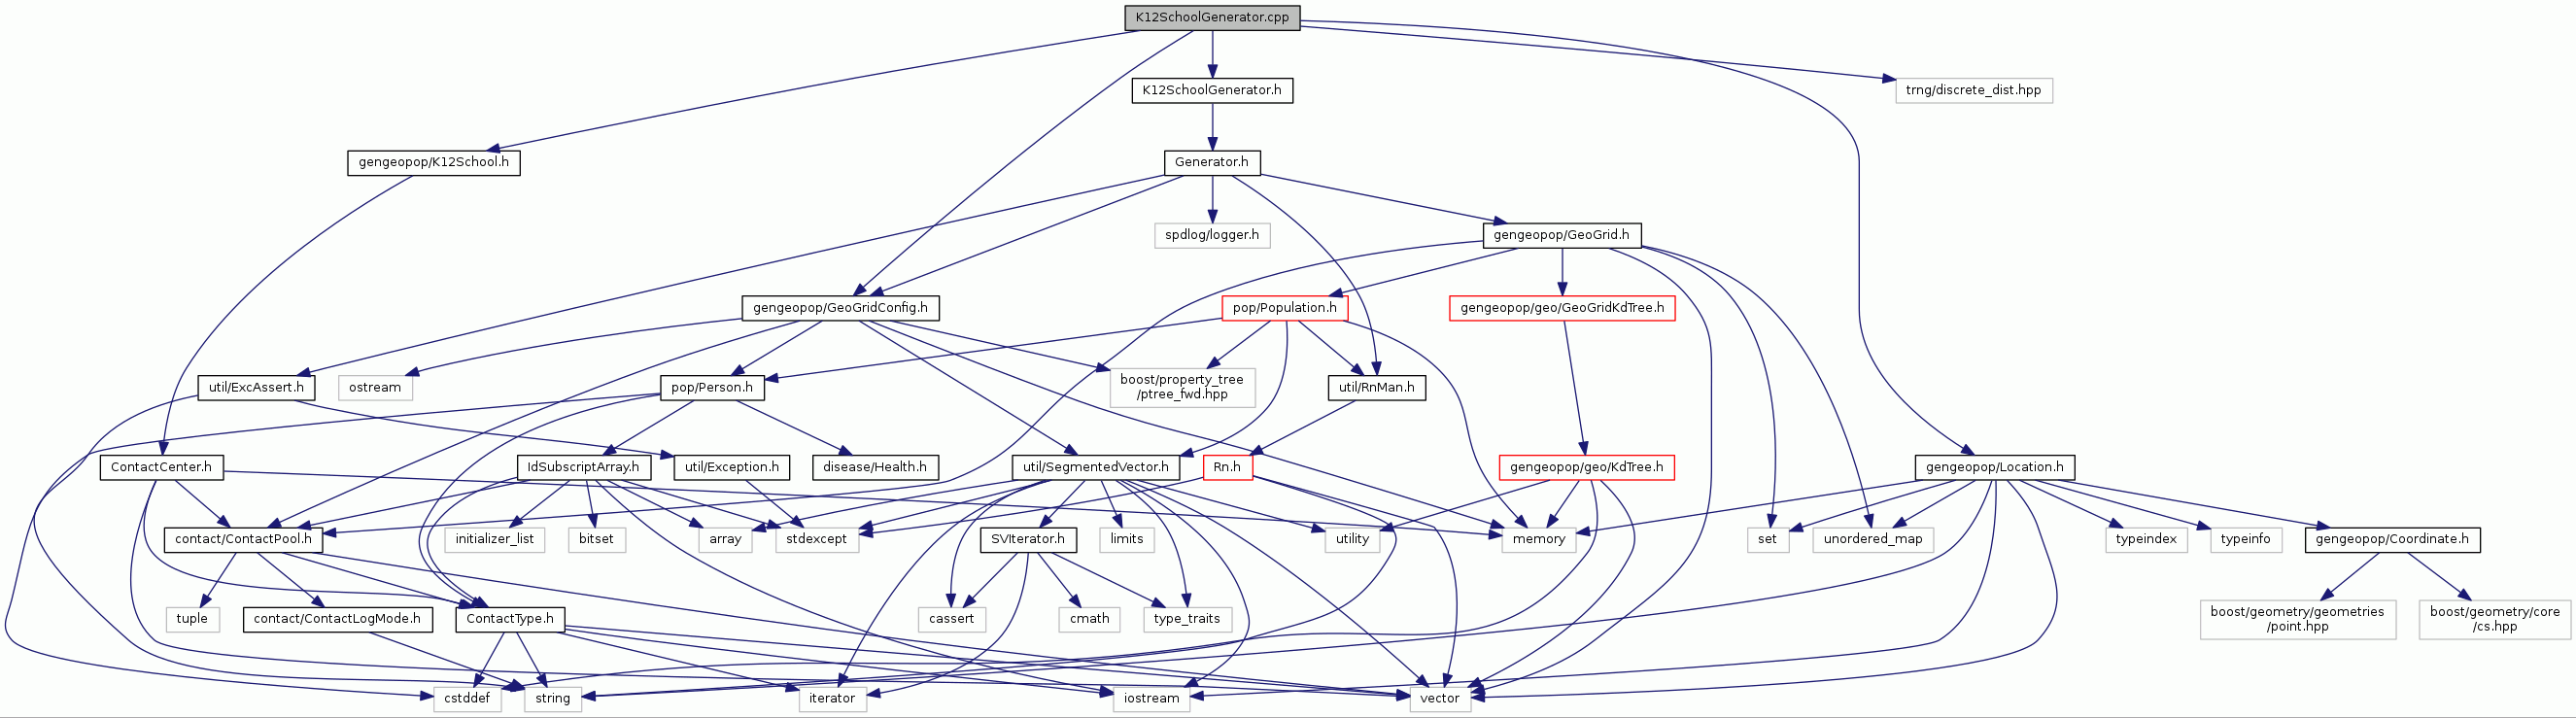 K12SchoolGenerator.cpp
K12SchoolGenerator.h
trng/discrete_dist.hpp
gengeopop/K12School.h
Generator.h
spdlog/logger.h
gengeopop/GeoGrid.h
gengeopop/GeoGridConfig.h
pop/Population.h
gengeopop/geo/GeoGridKdTree.h
util/ExcAssert.h
ostream
pop/Person.h
boost/property_tree
/ptree_fwd.hpp
util/RnMan.h
ContactCenter.h
IdSubscriptArray.h
util/Exception.h
disease/Health.h
util/SegmentedVector.h
Rn.h
gengeopop/geo/KdTree.h
gengeopop/Location.h
contact/ContactPool.h
initializer_list
bitset
array
stdexcept
SVIterator.h
limits
utility
memory
set
unordered_map
typeindex
typeinfo
gengeopop/Coordinate.h
tuple
contact/ContactLogMode.h
ContactType.h
cassert
cmath
type_traits
boost/geometry/geometries
/point.hpp
boost/geometry/core
/cs.hpp
cstddef
string
iterator
iostream
vector